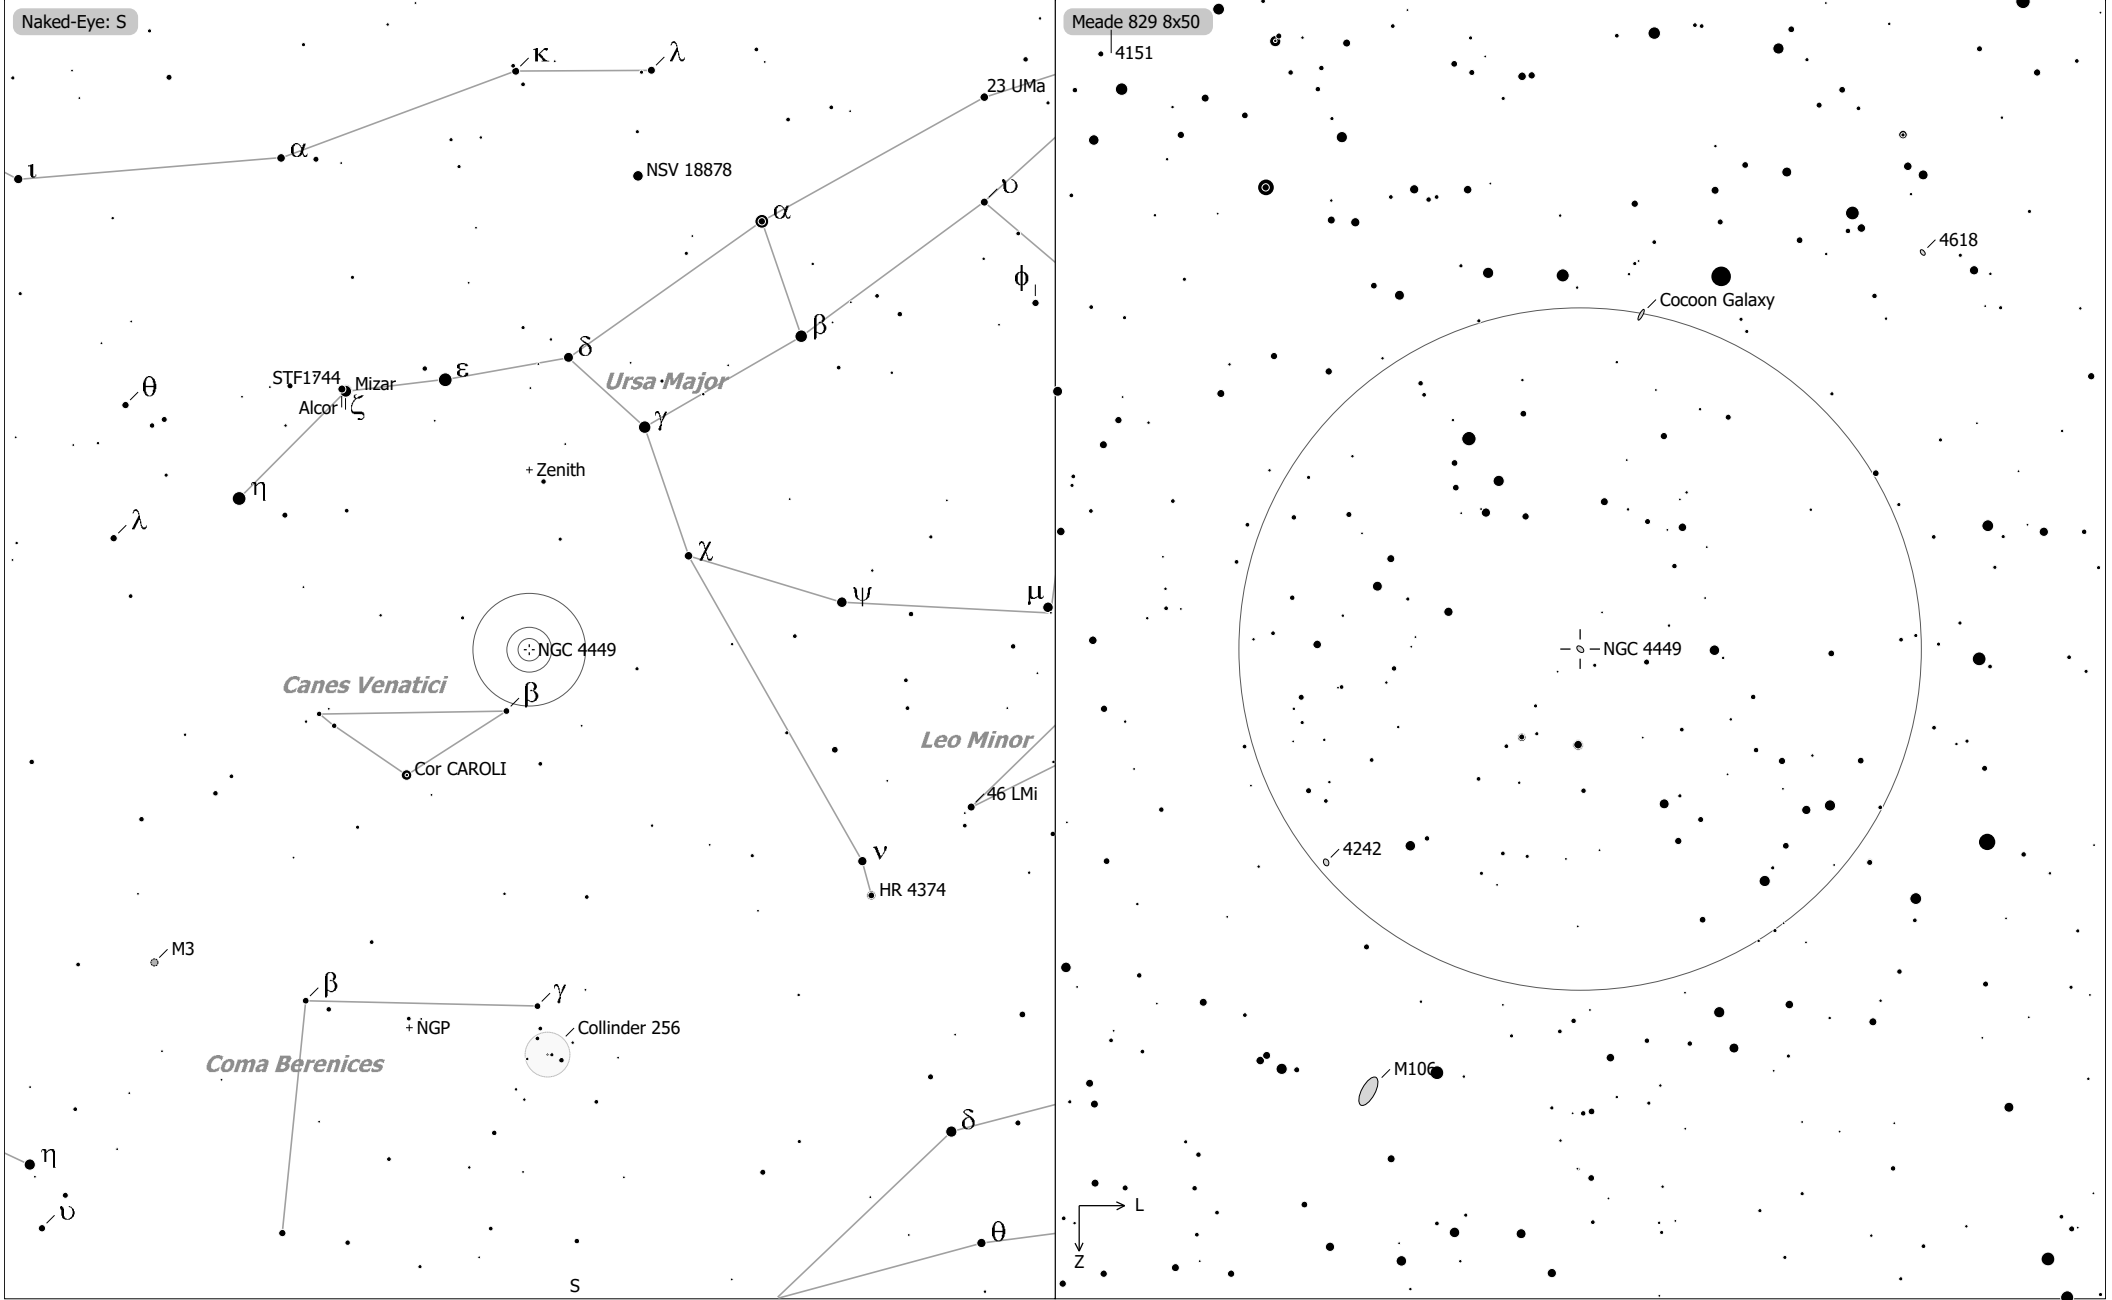 Naked-Eye: S
κ
λ
23 UMa
α
ι
NSV 18878
α
υ
ϕ
β
δ
ε
STF1744
Mizar
Ursa Major
θ
Alcor
ζ
γ
Zenith
η
λ
χ
ψ
μ
NGC 4449
Canes Venatici
β
Leo Minor
Cor CAROLI
46 LMi
ν
HR 4374
M3
β
γ
NGP
Collinder 256
Coma Berenices
δ
η
υ
θ
S
Meade 829 8x50
4151
4618
Cocoon Galaxy
NGC 4449
4242
M106
L
Z